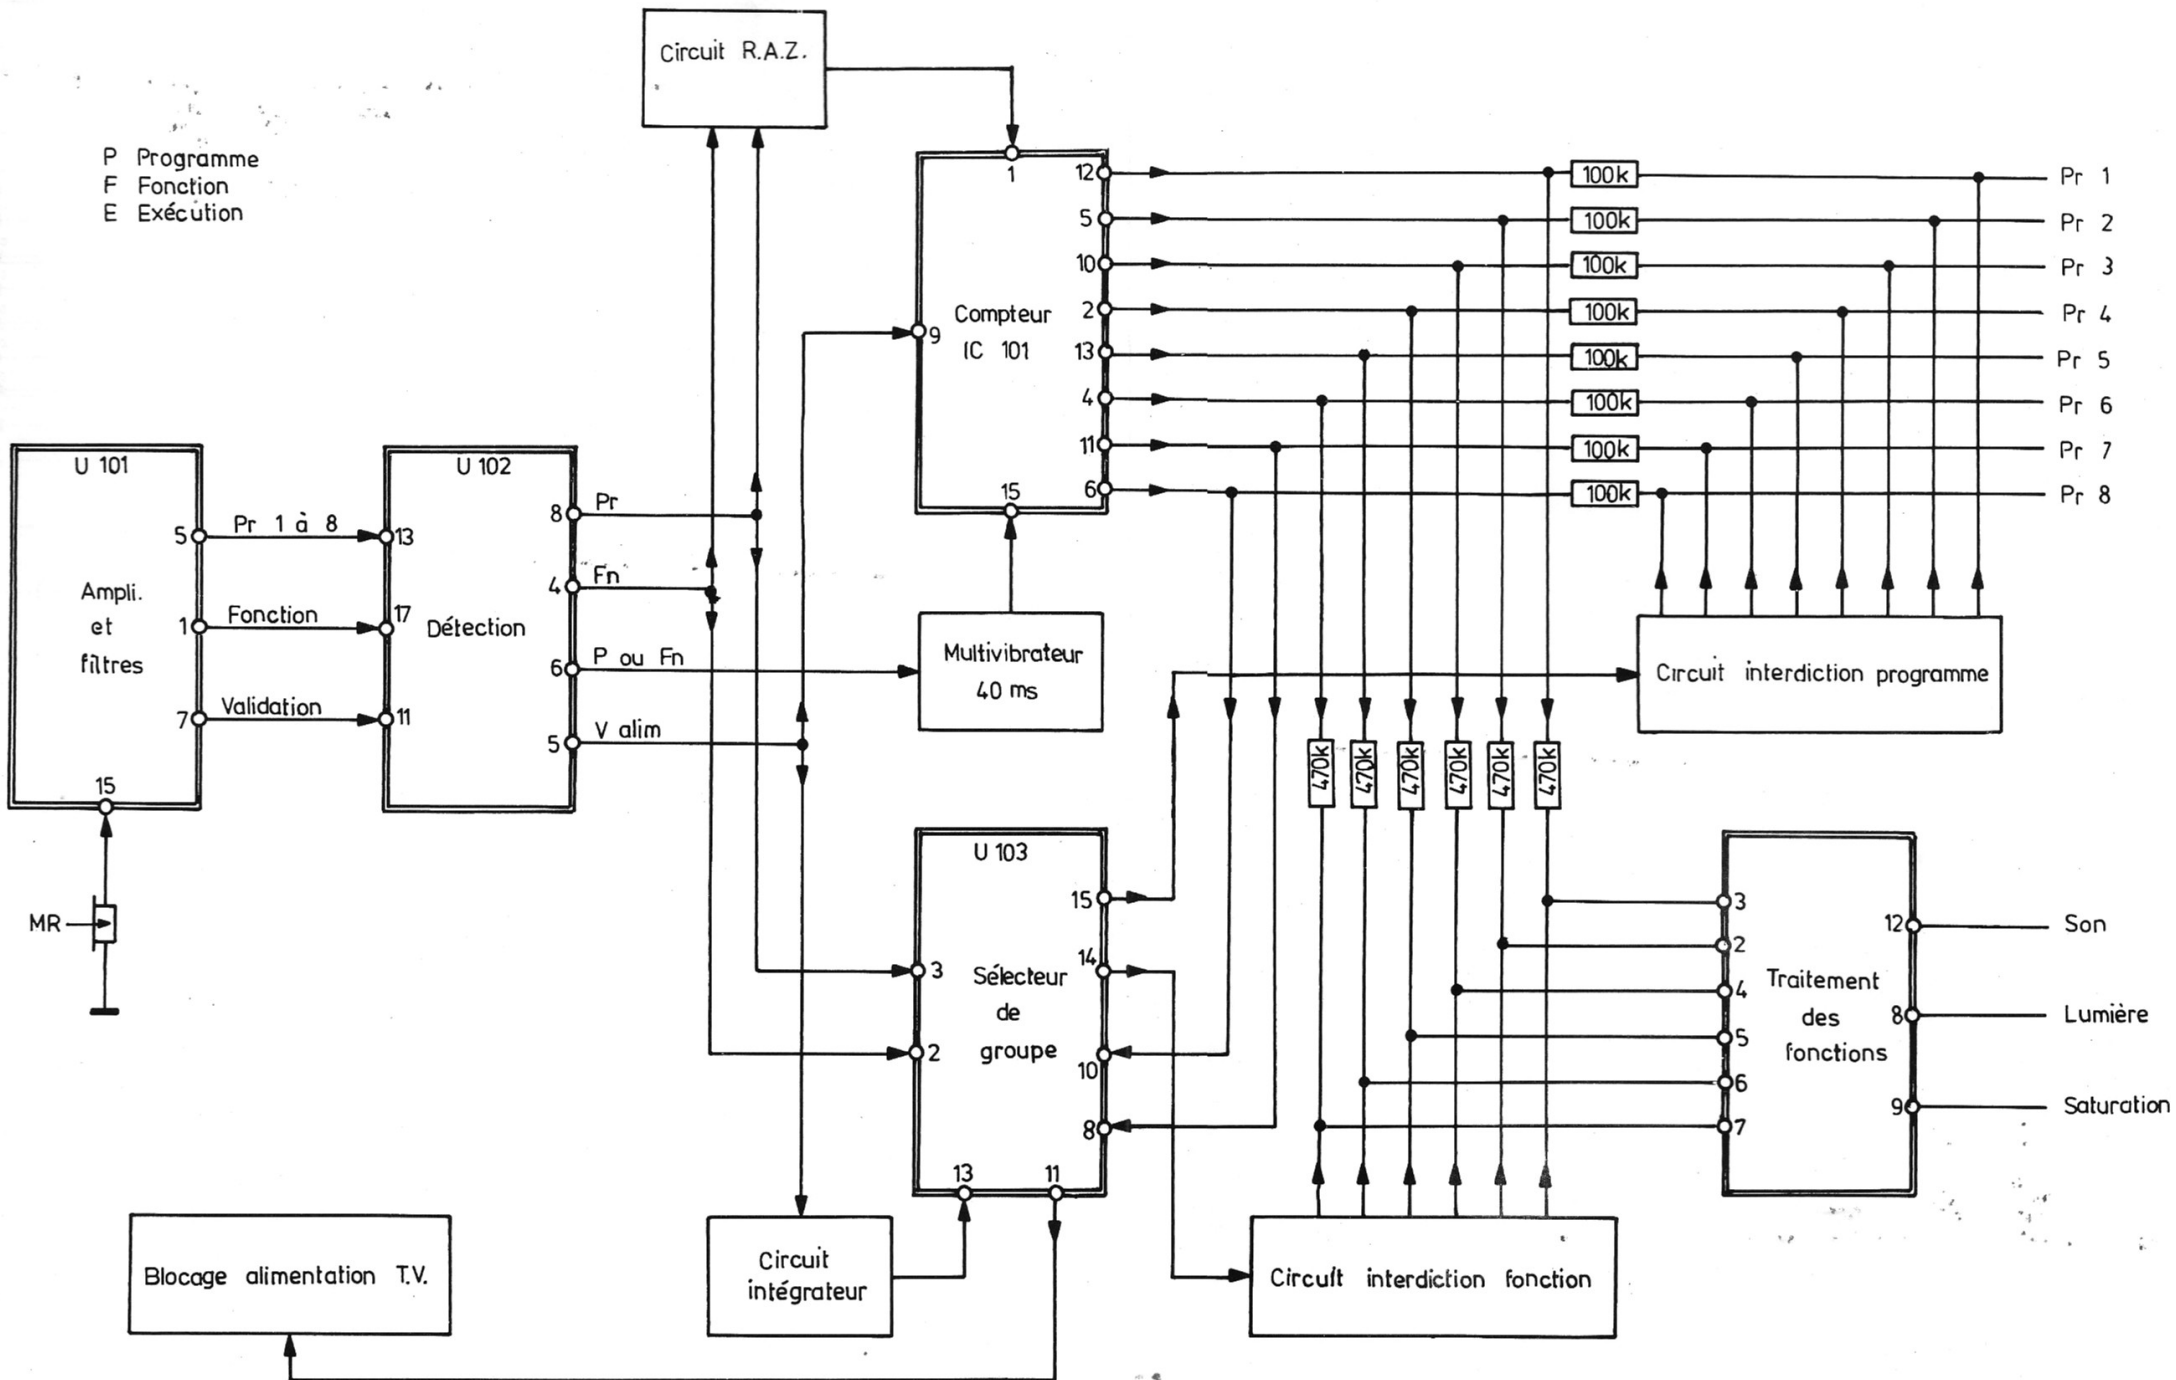 Circuit R.A.Z.
P Programme
F Fonction
E Exécution
1
12
5
10
2
13
4
11
6
9
15
Compteur
IC 101
100k
100k
100k
100k
100k
100k
100k
100k
Pr 1
Pr 2
Pr 3
Pr 4
Pr 5
Pr 6
Pr 7
Pr 8
U 101
Ampli.
et
filtres
5
1
7
15
Pr 1 à 8
Fonction
Validation
MR
U 102
Détection
13
17
11
8
4
6
5
Pr
Fn
P ou Fn
V alim
Multivibrateur
40 ms
Circuit interdiction programme
470k
470k
470k
470k
470k
470k
U 103
Sélecteur
de
groupe
3
2
15
14
10
8
13
11
Traitement
des
fonctions
3
2
4
5
6
7
12
8
9
Son
Lumière
Saturation
Blocage alimentation T.V.
Circuit
intégrateur
Circuit interdiction fonction